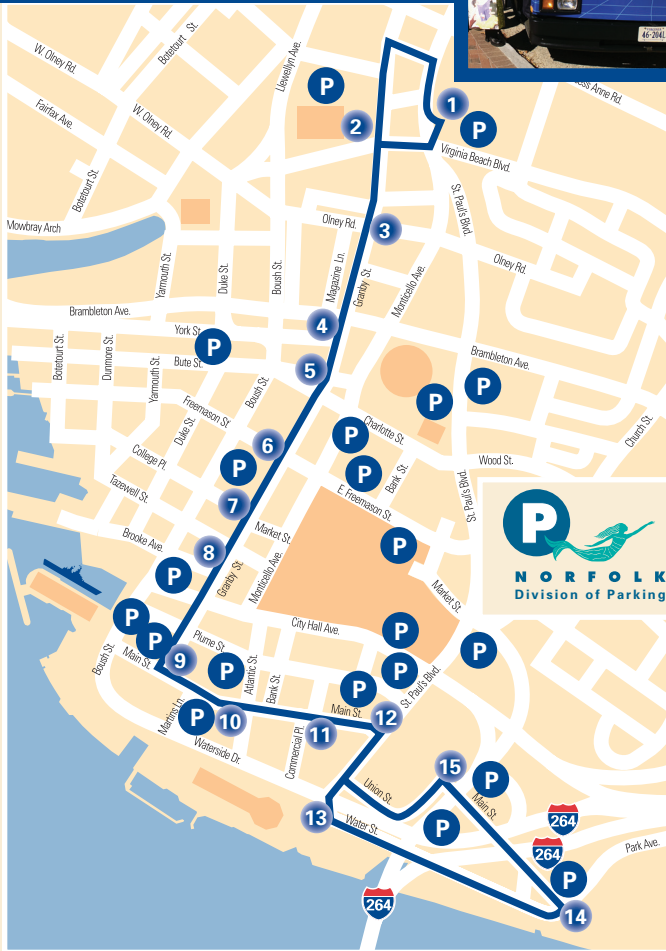 46-204L
W. Olney Rd.
Botetourt St.
Llewellyn Ave.
P
1
Fairfax Ave.
W. Olney Rd.
2
P
Virginia Beach Blvd.
Botetourt St.
St. Paul's Blvd.
Mowbray Arch
Olney Rd.
3
Olney Rd.
Yarmouth St.
Duke St.
Boush St.
Magazine Ln.
Granby St.
Monticello Ave.
Brambleton Ave.
York St.
4
P
Botetourt St.
Dunmore St.
Bute St.
Yarmouth St.
5
Brambleton Ave.
P
P
Boush St.
Freemason St.
Duke St.
Charlotte St.
P
Church St.
6
College Pl.
P
P
Bank St.
Wood St.
St. Paul's Blvd.
Tazewell St.
7
E. Freemason St.
P
NORFOLK
Division of Parking
Brooke Ave.
Market St.
8
P
P
Granby St.
Monticello Ave.
Market St.
P
City Hall Ave.
P
Plume St.
P
Boush St.
Main St.
P
9
P
Atlantic St.
Bank St.
P
P
St. Paul's Blvd.
Martins Ln.
P
10
Main St.
12
11
Waterside Dr.
Commercial Pl.
15
P
Union St.
Main St.
13
Water St.
P
264
264
Park Ave.
P
264
14